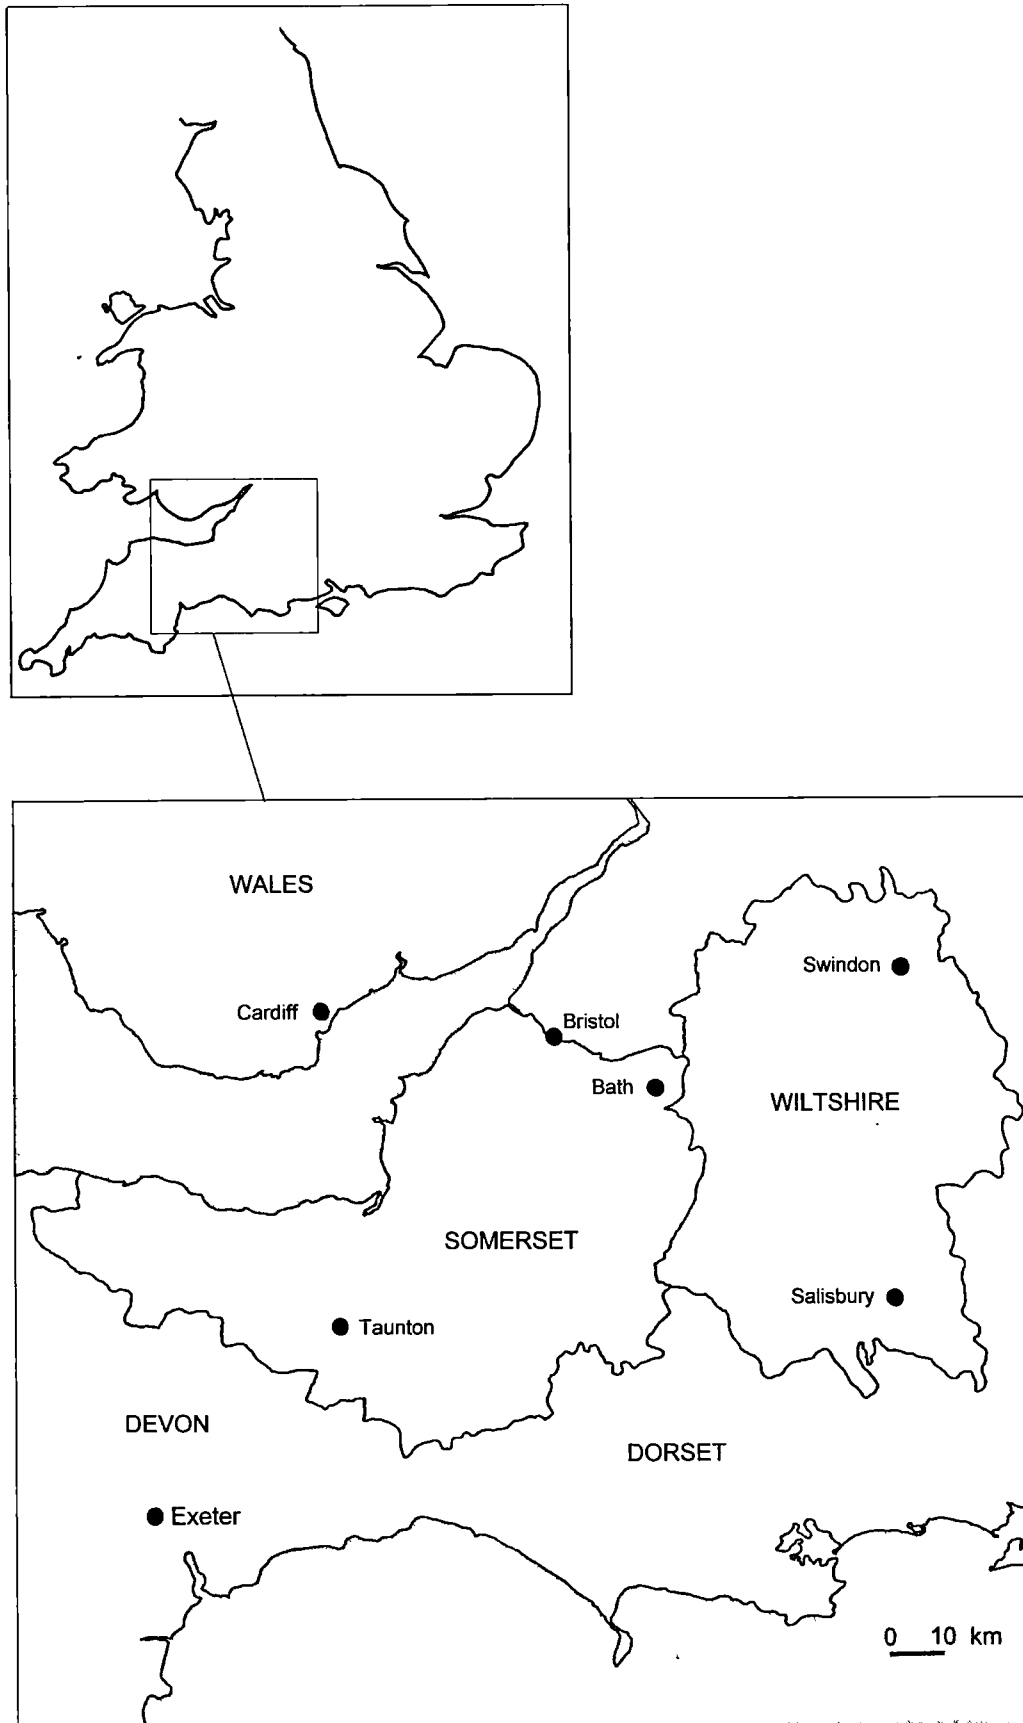 WALES
Swindon
Cardiff
Bristol
Bath
WILTSHIRE
SOMERSET
Salisbury
Taunton
DEVON
DORSET
Exeter
0 10 km